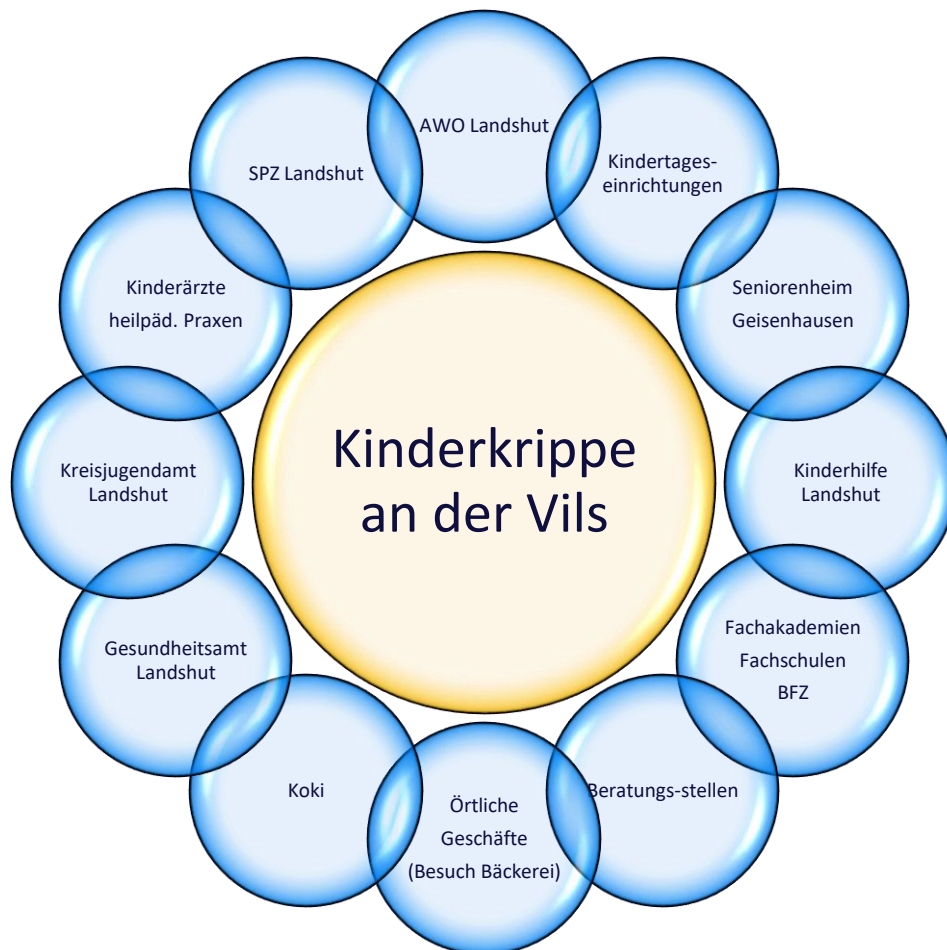 AWO Landshut
Kindertages-
einrichtungen
Seniorenheim
Geisenhausen
Kinderhilfe
Landshut
Fachakademien
Fachschulen
BFZ
Beratungs-stellen
Örtliche
Geschäfte
(Besuch Bäckerei)
Koki
Gesundheitsamt
Landshut
Kreisjugendamt
Landshut
Kinderärzte
heilpäd. Praxen
SPZ Landshut
Kinderkrippe
an der Vils